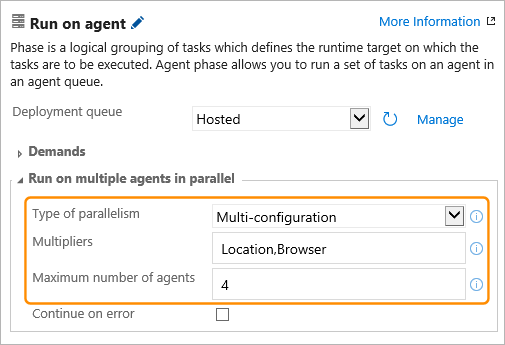 Run on agent
More Information
Phase is a logical grouping of tasks which defines the runtime target on which the
tasks are to be executed. Agent phase allows you to run a set of tasks on an agent in
an agent queue.
Deployment queue Hosted Manage
Demands
Run on multiple agents in parallel
Type of parallelism Multi-configuration
Multipliers Location,Browser
Maximum number of agents 4
Continue on error